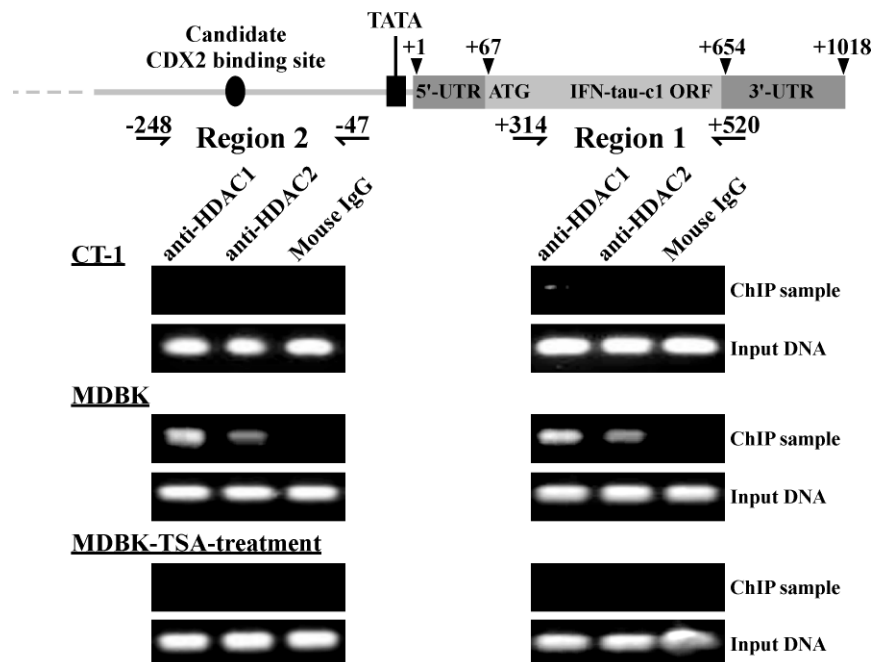 TATA
Candidate
CDX2 binding site
+1
+67
+654
+1018
5'-UTR
ATG
IFN-tau-c1 ORF
3'-UTR
-248
Region 2
-47
+314
Region 1
+520
anti-HDAC1
anti-HDAC2
Mouse IgG
anti-HDAC1
anti-HDAC2
Mouse IgG
CT-1
ChIP sample
Input DNA
MDBK
ChIP sample
Input DNA
MDBK-TSA-treatment
ChIP sample
Input DNA